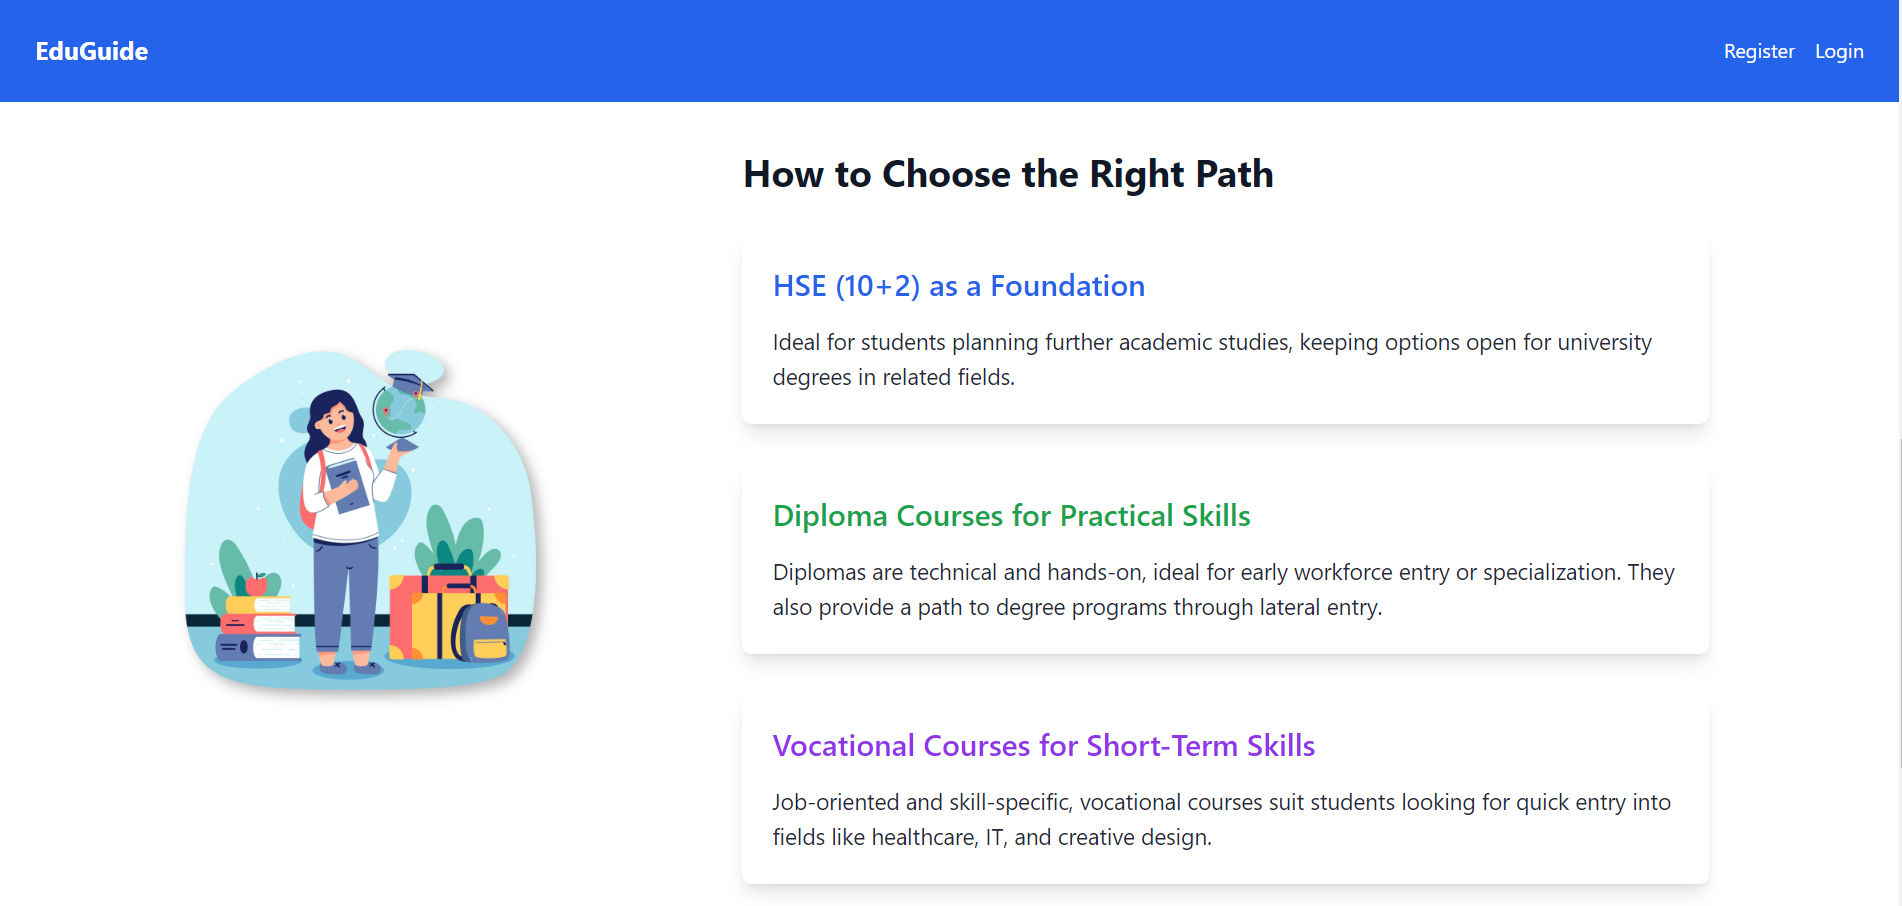 EduGuide
Register Login
How to Choose the Right Path
HSE (10+2) as a Foundation
Ideal for students planning further academic studies, keeping options open for university
degrees in related fields.
Diploma Courses for Practical Skills
Diplomas are technical and hands-on, ideal for early workforce entry or specialization. They
also provide a path to degree programs through lateral entry.
Vocational Courses for Short-Term Skills
Job-oriented and skill-specific, vocational courses suit students looking for quick entry into
fields like healthcare, IT, and creative design.